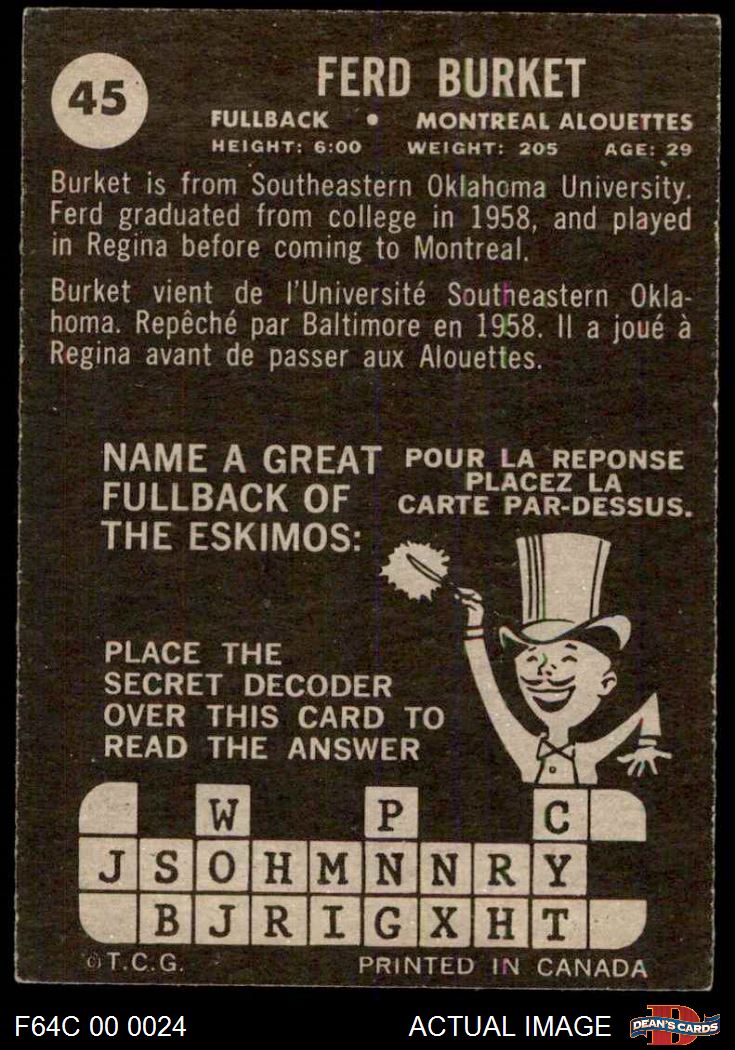 45
FERD BURKET
FULLBACK • MONTREAL ALOUETTES
HEIGHT: 6:00 WEIGHT: 205 AGE: 29
Burket is from Southeastern Oklahoma University.
Ferd graduated from college in 1958, and played
in Regina before coming to Montreal.
Burket vient de l'Université Southeastern Okla-
homa. Repêché par Baltimore en 1958. Il a joué à
Regina avant de passer aux Alouettes.
NAME A GREAT
FULLBACK OF
THE ESKIMOS:
POUR LA REPONSE
PLACEZ LA
CARTE PAR-DESSUS.
PLACE THE
SECRET DECODER
OVER THIS CARD TO
READ THE ANSWER
W P C
J S O H M N N R Y
B J R I G X H T
© T.C.G. PRINTED IN CANADA
F64C 00 0024 ACTUAL IMAGE D DEAN'S CARDS